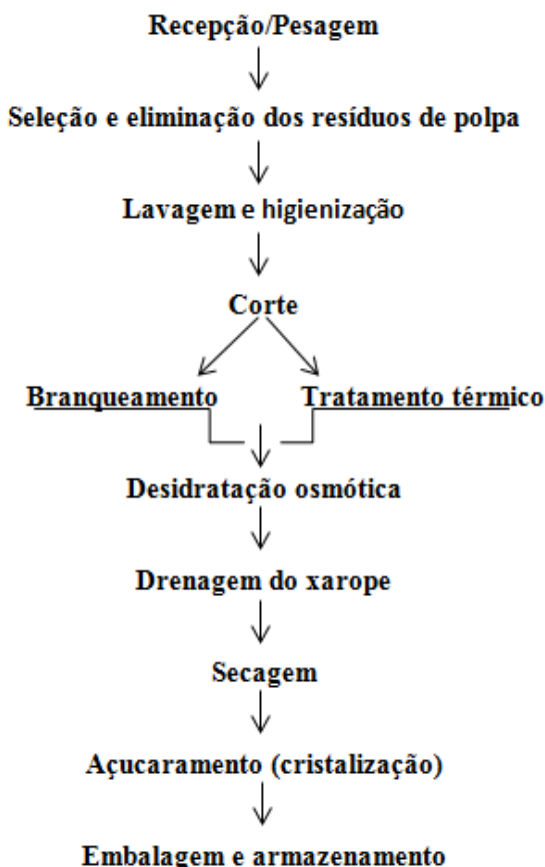 Recepção/Pesagem
Seleção e eliminação dos resíduos de polpa
Lavagem e higienização
Corte
Branqueamento Tratamento térmico
Desidratação osmótica
Drenagem do xarope
Secagem
Açucaramento (cristalização)
Embalagem e armazenamento